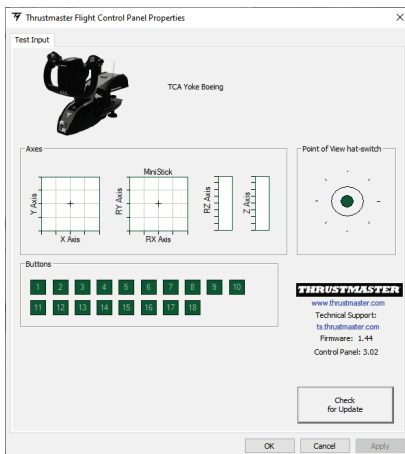 Thrustmaster Flight Control Panel Properties
Test Input
TCA Yoke Boeing
Axes
MiniStick
Y Axis
X Axis
RY Axis
RX Axis
RZ Axis
Z Axis
Point of View hat-switch
Buttons
1 2 3 4 5 6 7 8 9 10
11 12 13 14 15 16 17 18
THRUSTMASTER
www.thrustmaster.com
Technical Support:
ts.thrustmaster.com
Firmware: 1.44
Control Panel: 3.02
Check
for Update
OK Cancel Apply